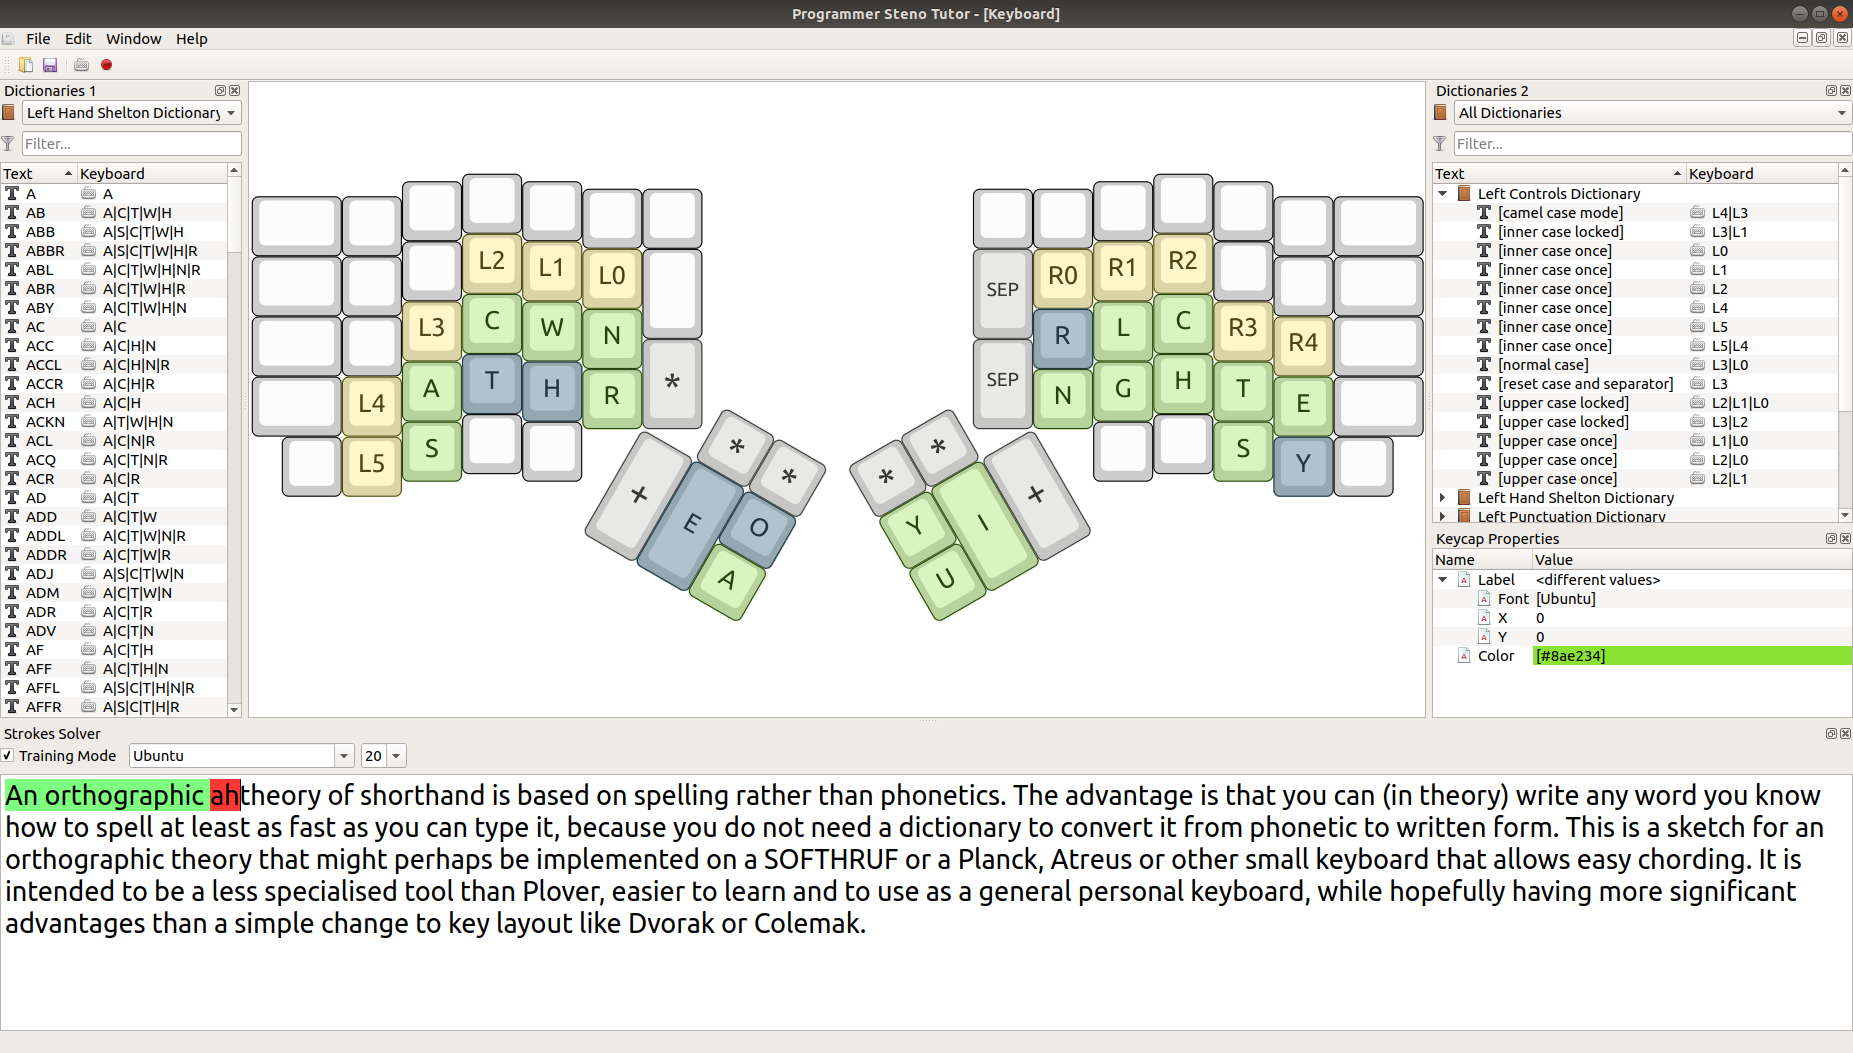 Programmer Steno Tutor - [Keyboard]
File Edit Window Help
Dictionaries 1
Left Hand Shelton Dictionary
Filter...
Text Keyboard
A A
AB A|C|T|W|H
ABB A|S|C|T|W|H
ABBR A|S|C|T|W|H|R
ABL A|C|T|W|H|N|R
ABR A|C|T|W|H|R
ABY A|C|T|W|H|N
AC A|C
ACC A|C|H|N
ACCL A|C|H|N|R
ACCR A|C|H|R
ACH A|C|H
ACKN A|T|W|H|N
ACL A|C|N|R
ACQ A|C|T|N|R
ACR A|C|R
AD A|C|T
ADD A|C|T|W
ADDL A|C|T|W|N|R
ADDR A|C|T|W|R
ADJ A|S|C|T|W|N
ADM A|C|T|W|N
ADR A|C|T|R
ADV A|C|T|N
AF A|C|T|H
AFF A|C|T|H|N
AFFL A|S|C|T|H|N|R
AFFR A|S|C|T|H|R
L2 L1 L0
L3 C W N
A T H R *
L4
L5 S
* *
+ E O
A
R0 R1 R2
SEP
R L C R3 R4
SEP
N G H T E
S Y
* *
Y I +
U
Dictionaries 2
All Dictionaries
Filter...
Text Keyboard
Left Controls Dictionary
[camel case mode] L4|L3
[inner case locked] L3|L1
[inner case once] L0
[inner case once] L1
[inner case once] L2
[inner case once] L4
[inner case once] L5
[inner case once] L5|L4
[normal case] L3|L0
[reset case and separator] L3
[upper case locked] L2|L1|L0
[upper case locked] L3|L2
[upper case once] L1|L0
[upper case once] L2|L0
[upper case once] L2|L1
Left Hand Shelton Dictionary
Left Punctuation Dictionary
Keycap Properties
Name Value
Label <different values>
Font [Ubuntu]
X 0
Y 0
Color [#8ae234]
Strokes Solver
Training Mode Ubuntu 20
An orthographic ahtheory of shorthand is based on spelling rather than phonetics. The advantage is that you can (in theory) write any word you know
how to spell at least as fast as you can type it, because you do not need a dictionary to convert it from phonetic to written form. This is a sketch for an
orthographic theory that might perhaps be implemented on a SOFTHRUF or a Planck, Atreus or other small keyboard that allows easy chording. It is
intended to be a less specialised tool than Plover, easier to learn and to use as a general personal keyboard, while hopefully having more significant
advantages than a simple change to key layout like Dvorak or Colemak.